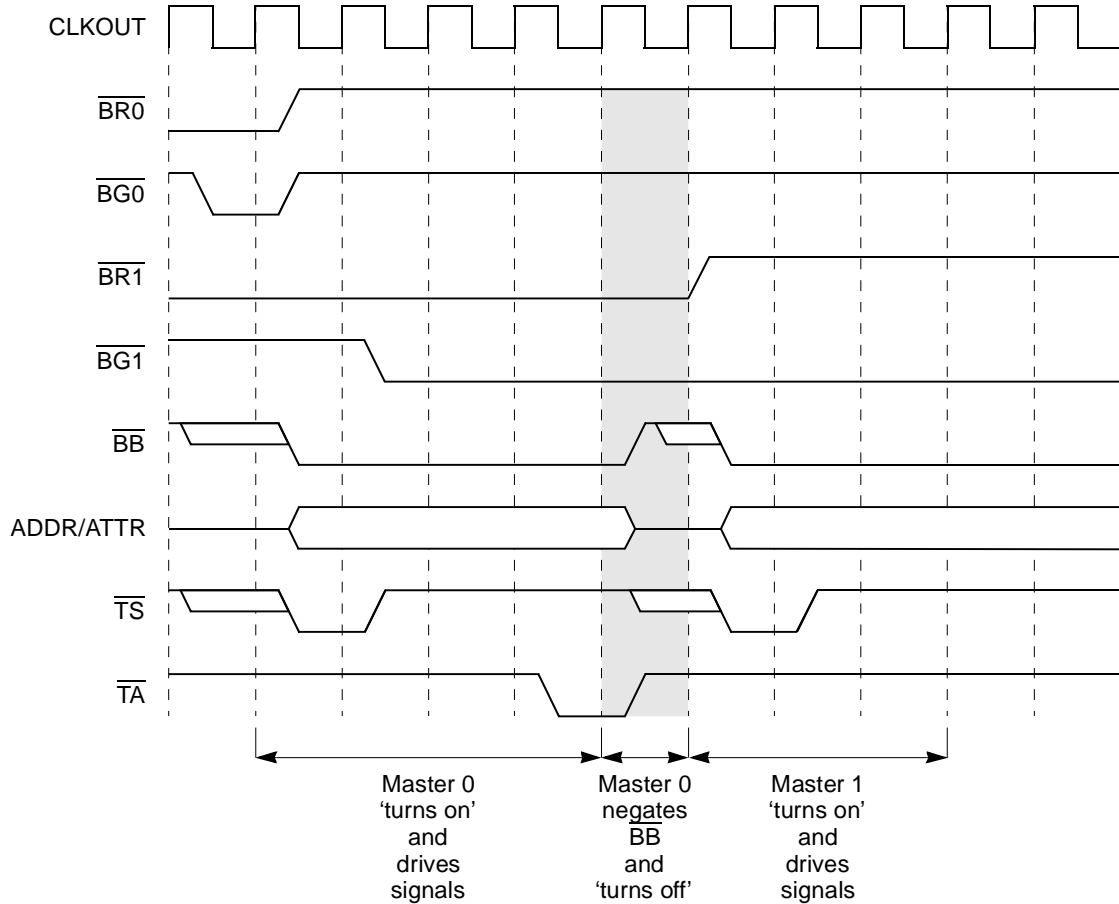 CLKOUT
BR0
BG0
BR1
BG1
BB
ADDR/ATTR
TS
TA
Master 0
‘turns on’
and
drives
signals
Master 0
negates
BB
and
‘turns off’
Master 1
‘turns on’
and
drives
signals